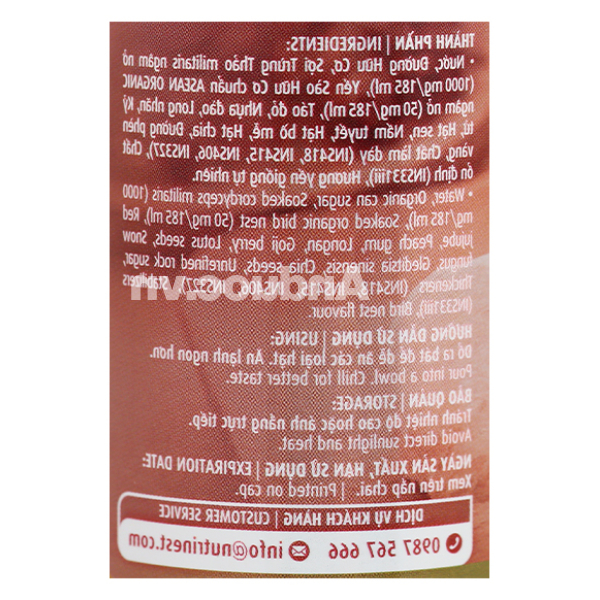 THÀNH PHẦN | INGREDIENTS:
• Nước, Đường Hữu Cơ, Sợi Trùng Thảo militaris ngâm nở
(1000 mg/185 ml), Yến Sào Hữu Cơ chuẩn ASEAN ORGANIC
ngâm nở (50 mg/185 ml), Táo đỏ, Nhựa đào, Long nhãn, Kỷ
tử, Hạt sen, Nấm tuyết, Hạt bồ mễ, Hạt chia, Đường phèn
vàng, Chất làm dày (INS418, INS415, INS406, INS327), Chất
ổn định (INS331iii), Hương yến giống tự nhiên.
• Water, Organic can sugar, Soaked cordyceps militaris (1000
mg/185 ml), Soaked organic bird nest (50 mg/185 ml), Red
jujube, Peach gum, Longan, Goji berry, Lotus seeds, Snow
fungus, Gleditsia sinensis, Chia seeds, Unrefined rock sugar,
Thickeners (INS418, INS415, INS406, INS327), Stabilizers
(INS331iii), Bird nest flavour.
Anduoc.vn
HƯỚNG DẪN SỬ DỤNG | USING:
Đổ ra bát để dễ ăn các loại hạt. Ăn lạnh ngon hơn.
Pour into a bowl. Chill for better taste.
BẢO QUẢN | STORAGE:
Tránh nhiệt độ cao hoặc ánh nắng trực tiếp.
Avoid direct sunlight and heat.
NGÀY SẢN XUẤT, HẠN SỬ DỤNG | EXPIRATION DATE:
Xem trên nắp chai. | Printed on cap.
DỊCH VỤ KHÁCH HÀNG | CUSTOMER SERVICE
0987 567 666 info@nutrinest.com